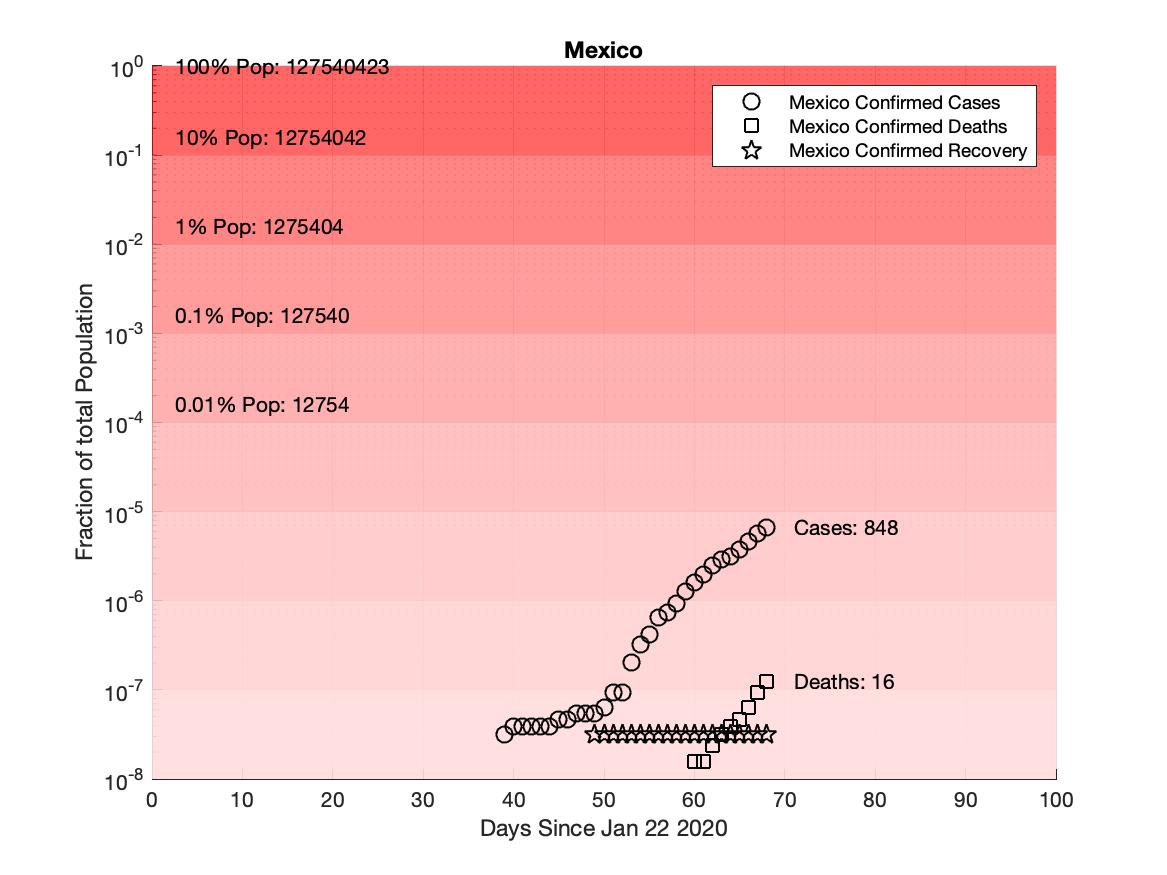 Mexico
10^0
100% Pop: 127540423
Mexico Confirmed Cases
Mexico Confirmed Deaths
Mexico Confirmed Recovery
10% Pop: 12754042
10^-1
1% Pop: 1275404
10^-2
0.1% Pop: 127540
10^-3
0.01% Pop: 12754
10^-4
10^-5
Cases: 848
10^-6
Deaths: 16
10^-7
10^-8
Fraction of total Population
0 10 20 30 40 50 60 70 80 90 100
Days Since Jan 22 2020